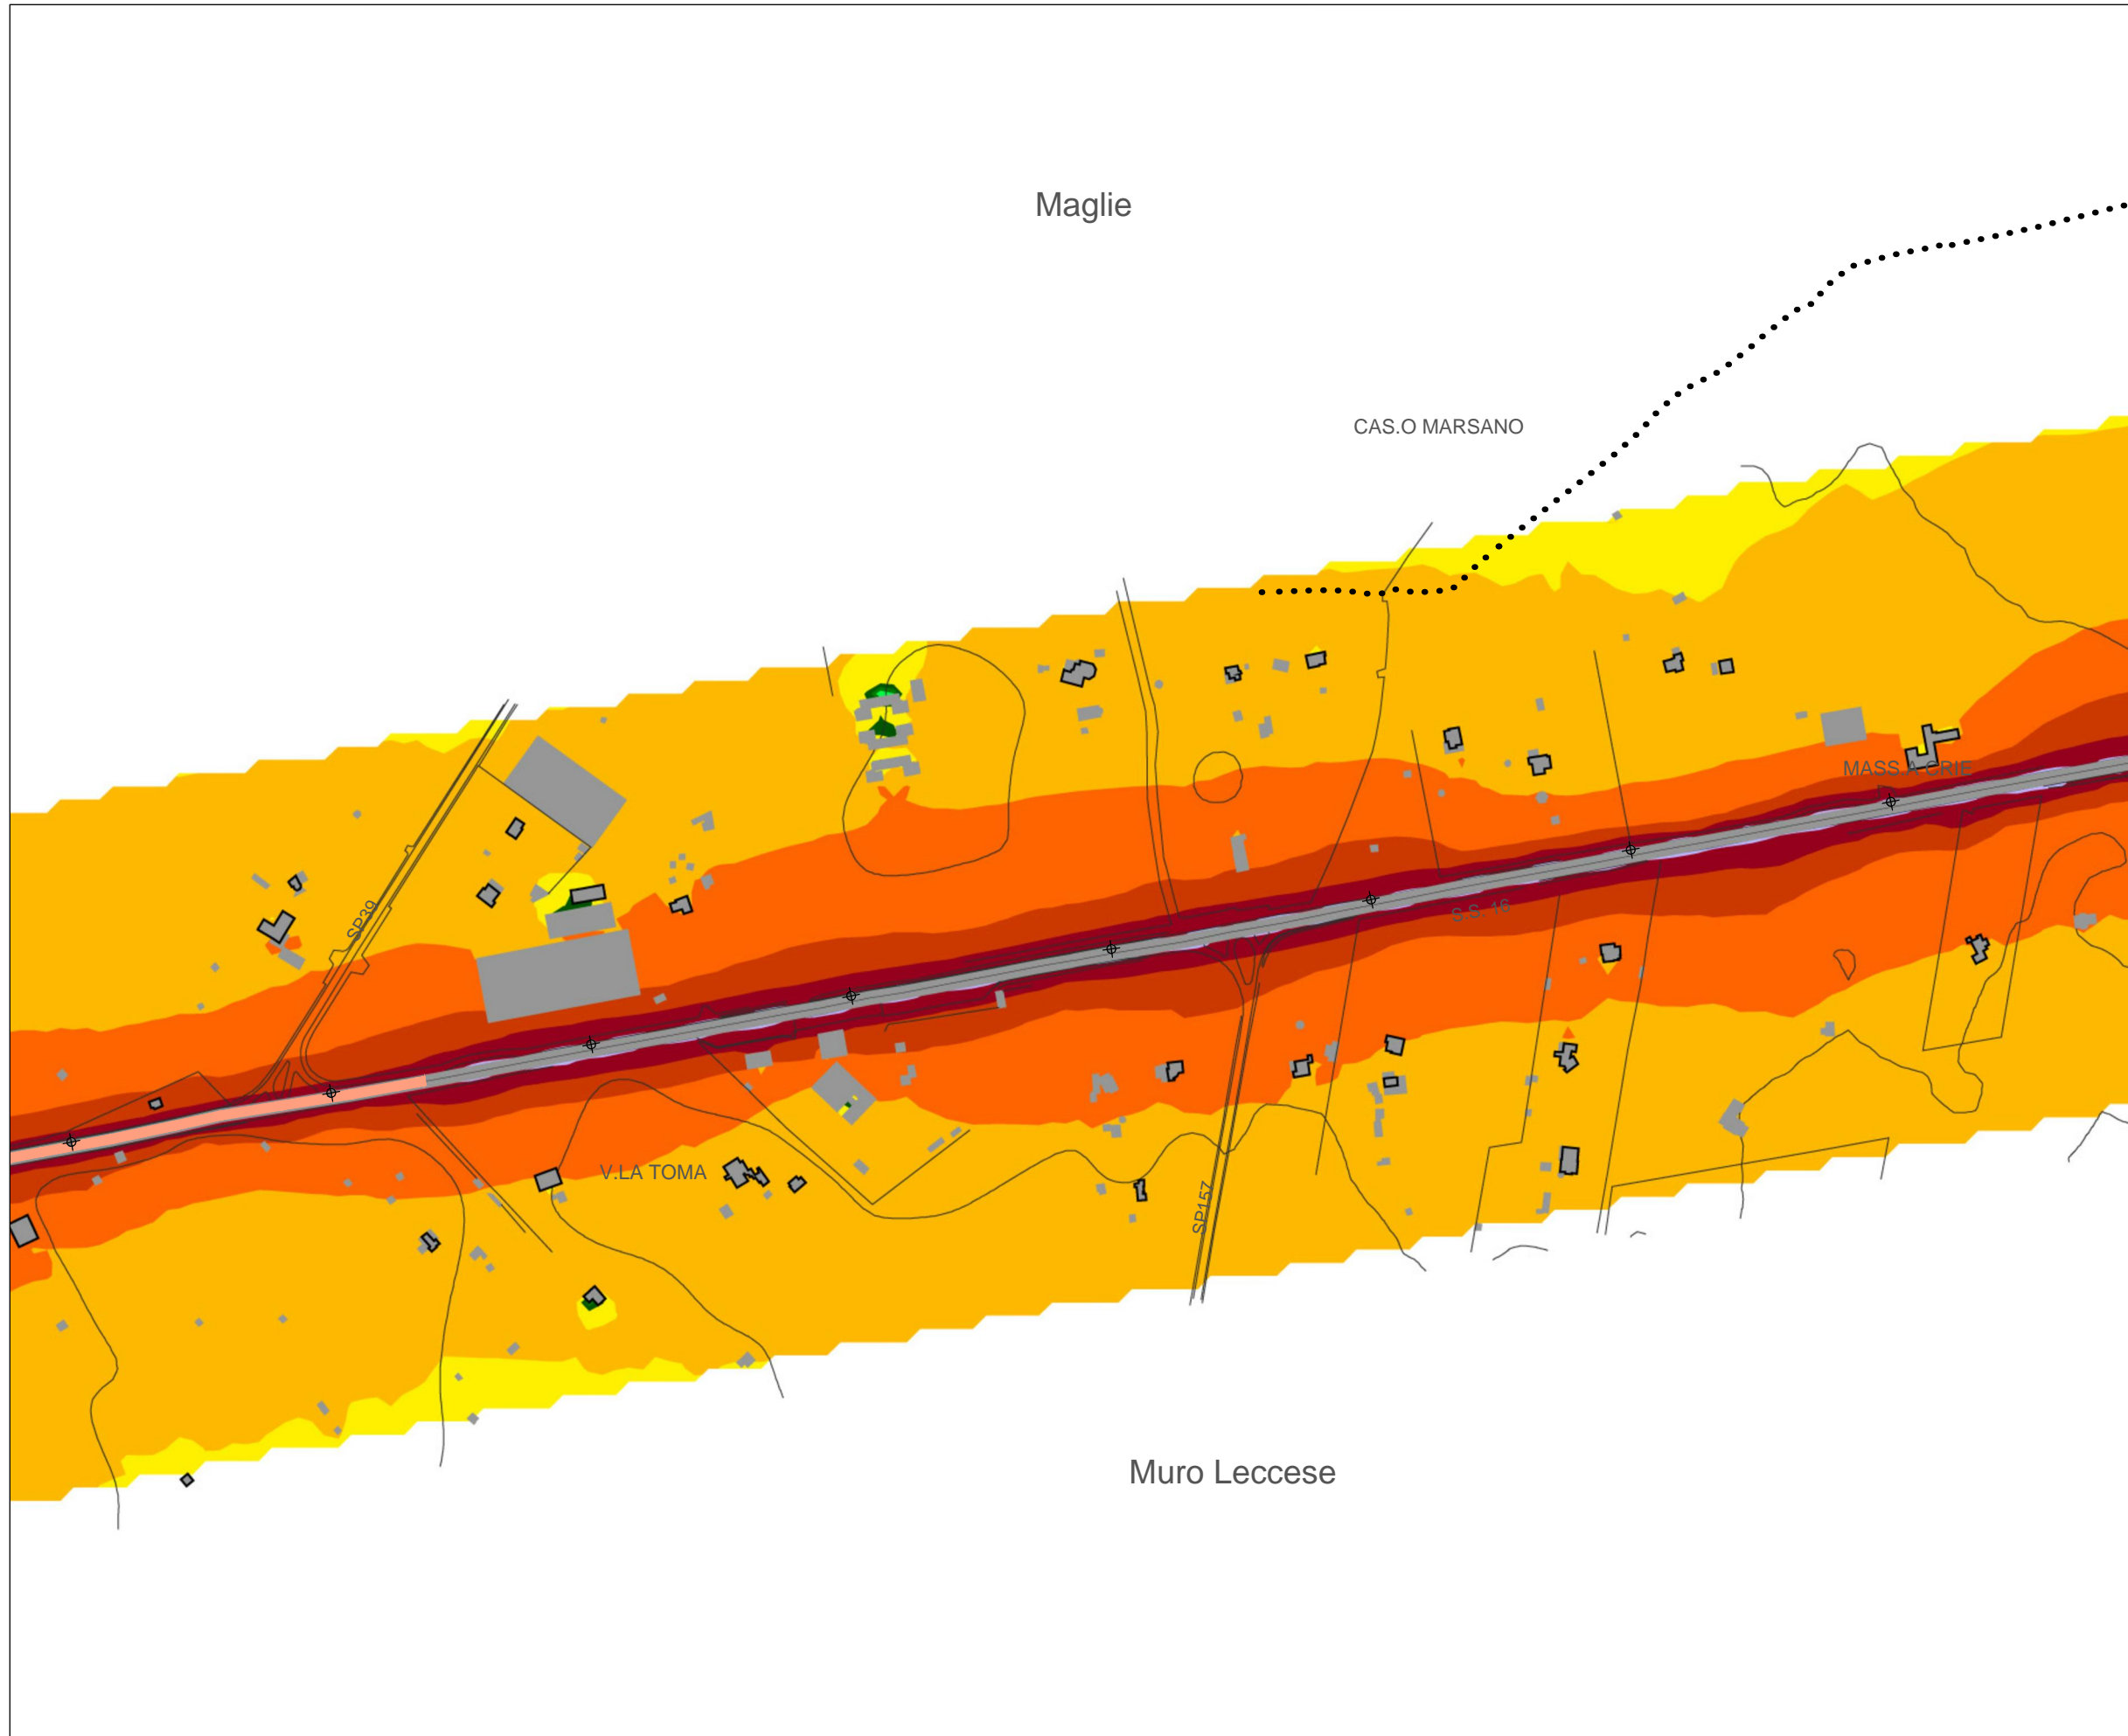 Maglie
CAS.O MARSANO
MASS.A CRIE
SP39
S.S. 16
V.LA TOMA
SP157
Muro Leccese